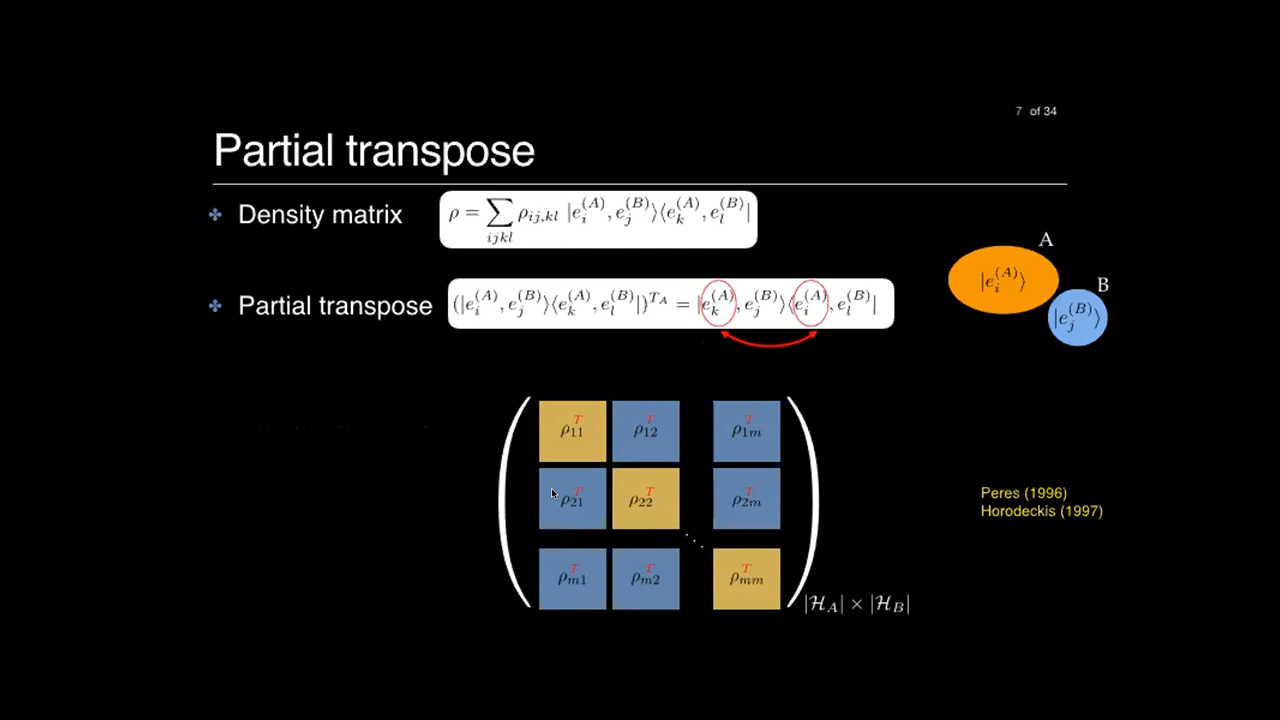 7 of 34
Partial transpose
Density matrix
ρ = ∑_{ijkl} ρ_{ij,kl} |e_i^{(A)}, e_j^{(B)}⟩⟨e_k^{(A)}, e_l^{(B)}|
A
|e_i^{(A)}⟩
B
|e_j^{(B)}⟩
Partial transpose
(|e_i^{(A)}, e_j^{(B)}⟩⟨e_k^{(A)}, e_l^{(B)}|)^{T_A} = |e_k^{(A)}, e_j^{(B)}⟩⟨e_i^{(A)}, e_l^{(B)}|
ρ_{11}^T ρ_{12}^T ρ_{1m}^T
ρ_{21}^T ρ_{22}^T ρ_{2m}^T
⋱
ρ_{m1}^T ρ_{m2}^T ρ_{mm}^T
|ℋ_A| × |ℋ_B|
Peres (1996)
Horodeckis (1997)